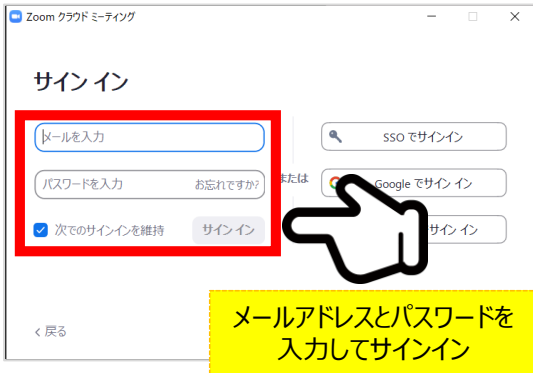 Zoom クラウド ミーティング
サイン イン
メールを入力
パスワードを入力 お忘れですか?
次でのサインインを維持 サイン イン
または
SSO でサインイン
Google でサイン イン
サイン イン
戻る
メールアドレスとパスワードを
入力してサインイン